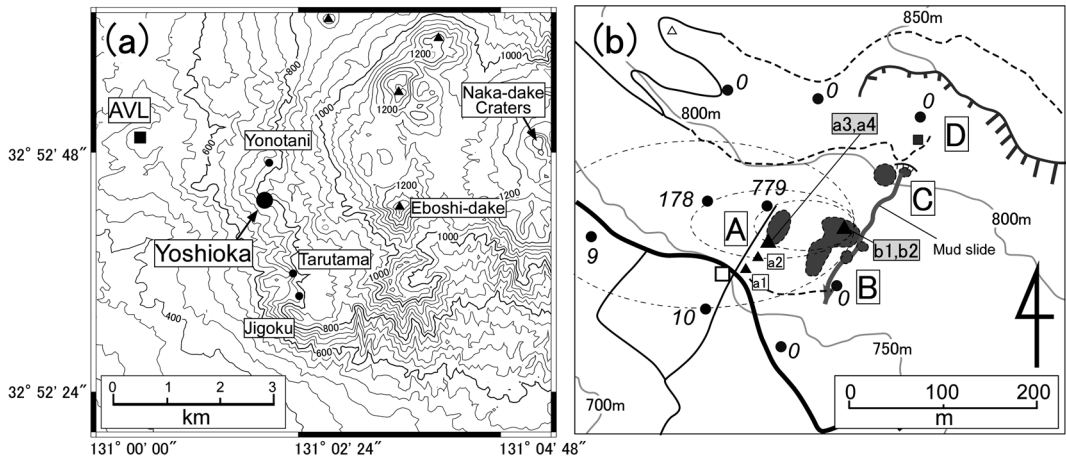 (a)
1200
1000
800
Naka-dake
Craters
AVL
1200
Yonotani
600
32° 52′ 48″
1200
1200
Eboshi-dake
Yoshioka
1000
1000
Tarutama
Jigoku
400
800
600
32° 52′ 24″
0 1 2 3
km
131° 00′ 00″
131° 02′ 24″
131° 04′ 48″
(b)
850m
0
0
0
800m
a3,a4
D
178
779
C
800m
A
Mud slide
9
a2
b1,b2
a1
B
0
10
0
750m
700m
0 100 200
m